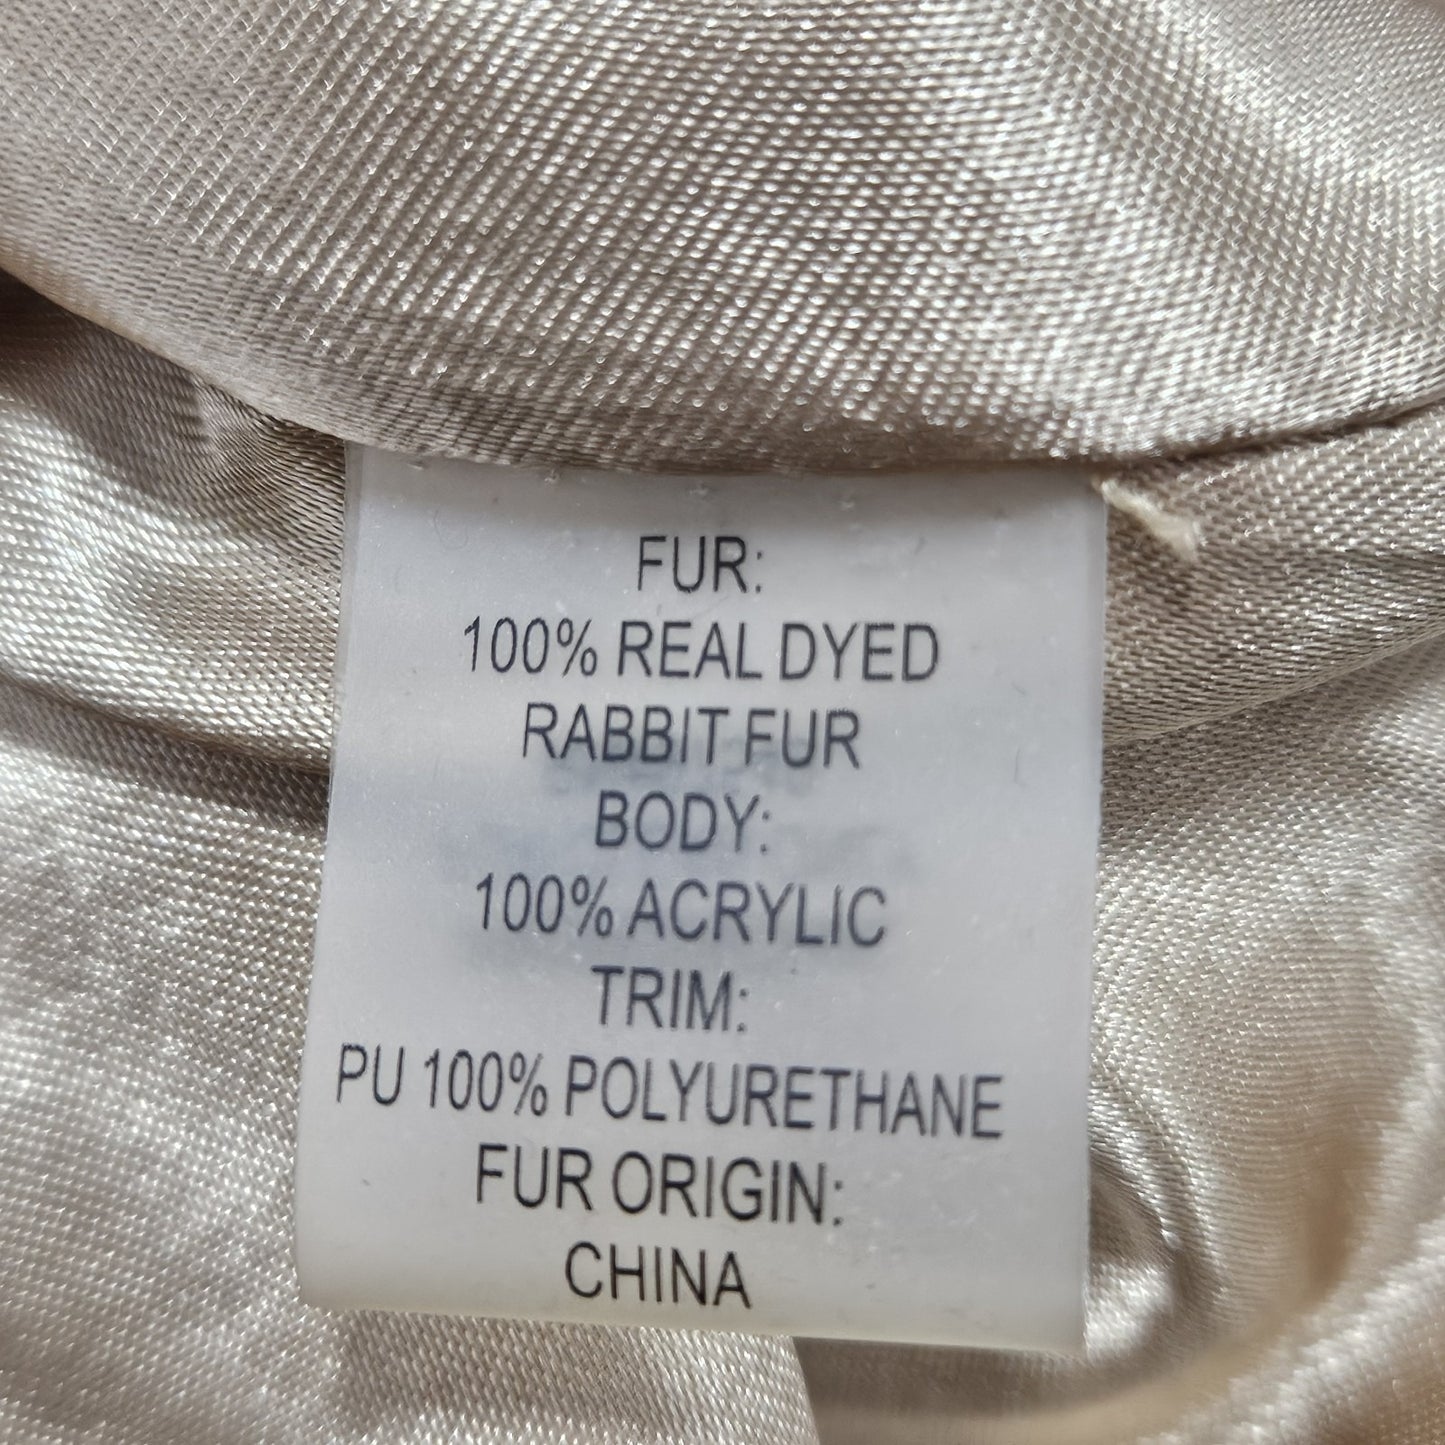 FUR:
100% REAL DYED
RABBIT FUR
BODY:
100% ACRYLIC
TRIM:
PU 100% POLYURETHANE
FUR ORIGIN:
CHINA